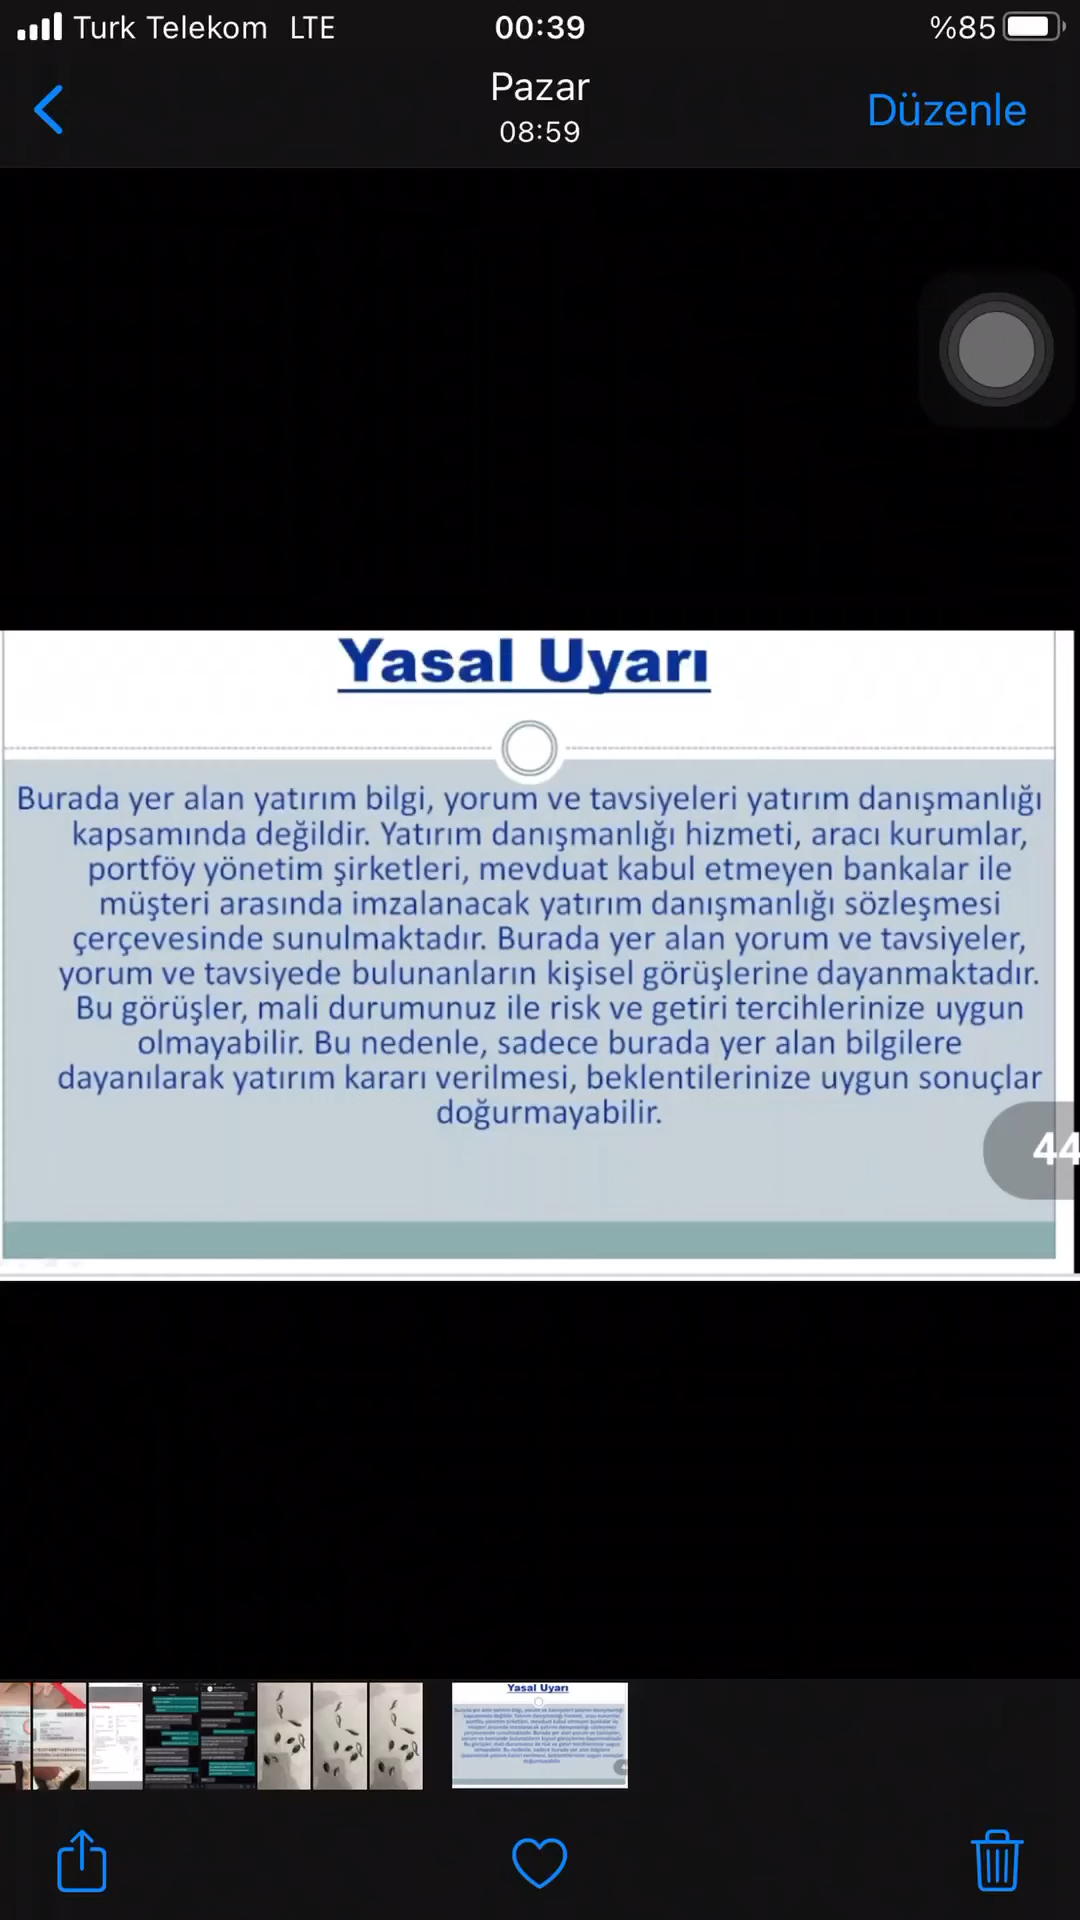 Turk Telekom LTE 00:39 %85
Pazar
08:59
Düzenle
Yasal Uyarı
Burada yer alan yatırım bilgi, yorum ve tavsiyeleri yatırım danışmanlığı
kapsamında değildir. Yatırım danışmanlığı hizmeti, aracı kurumlar,
portföy yönetim şirketleri, mevduat kabul etmeyen bankalar ile
müşteri arasında imzalanacak yatırım danışmanlığı sözleşmesi
çerçevesinde sunulmaktadır. Burada yer alan yorum ve tavsiyeler,
yorum ve tavsiyede bulunanların kişisel görüşlerine dayanmaktadır.
Bu görüşler, mali durumunuz ile risk ve getiri tercihlerinize uygun
olmayabilir. Bu nedenle, sadece burada yer alan bilgilere
dayanılarak yatırım kararı verilmesi, beklentilerinize uygun sonuçlar
doğurmayabilir.
44
Yasal Uyarı